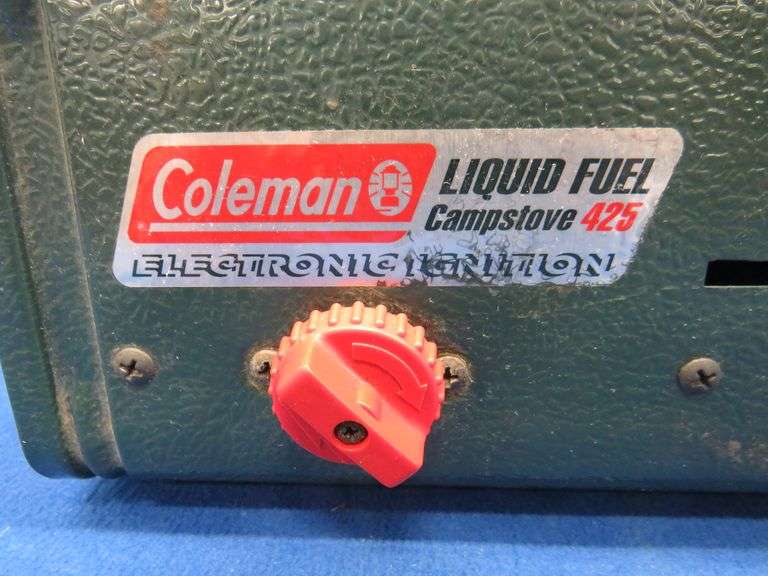 Coleman
LIQUID FUEL
Campstove 425
ELECTRONIC IGNITION